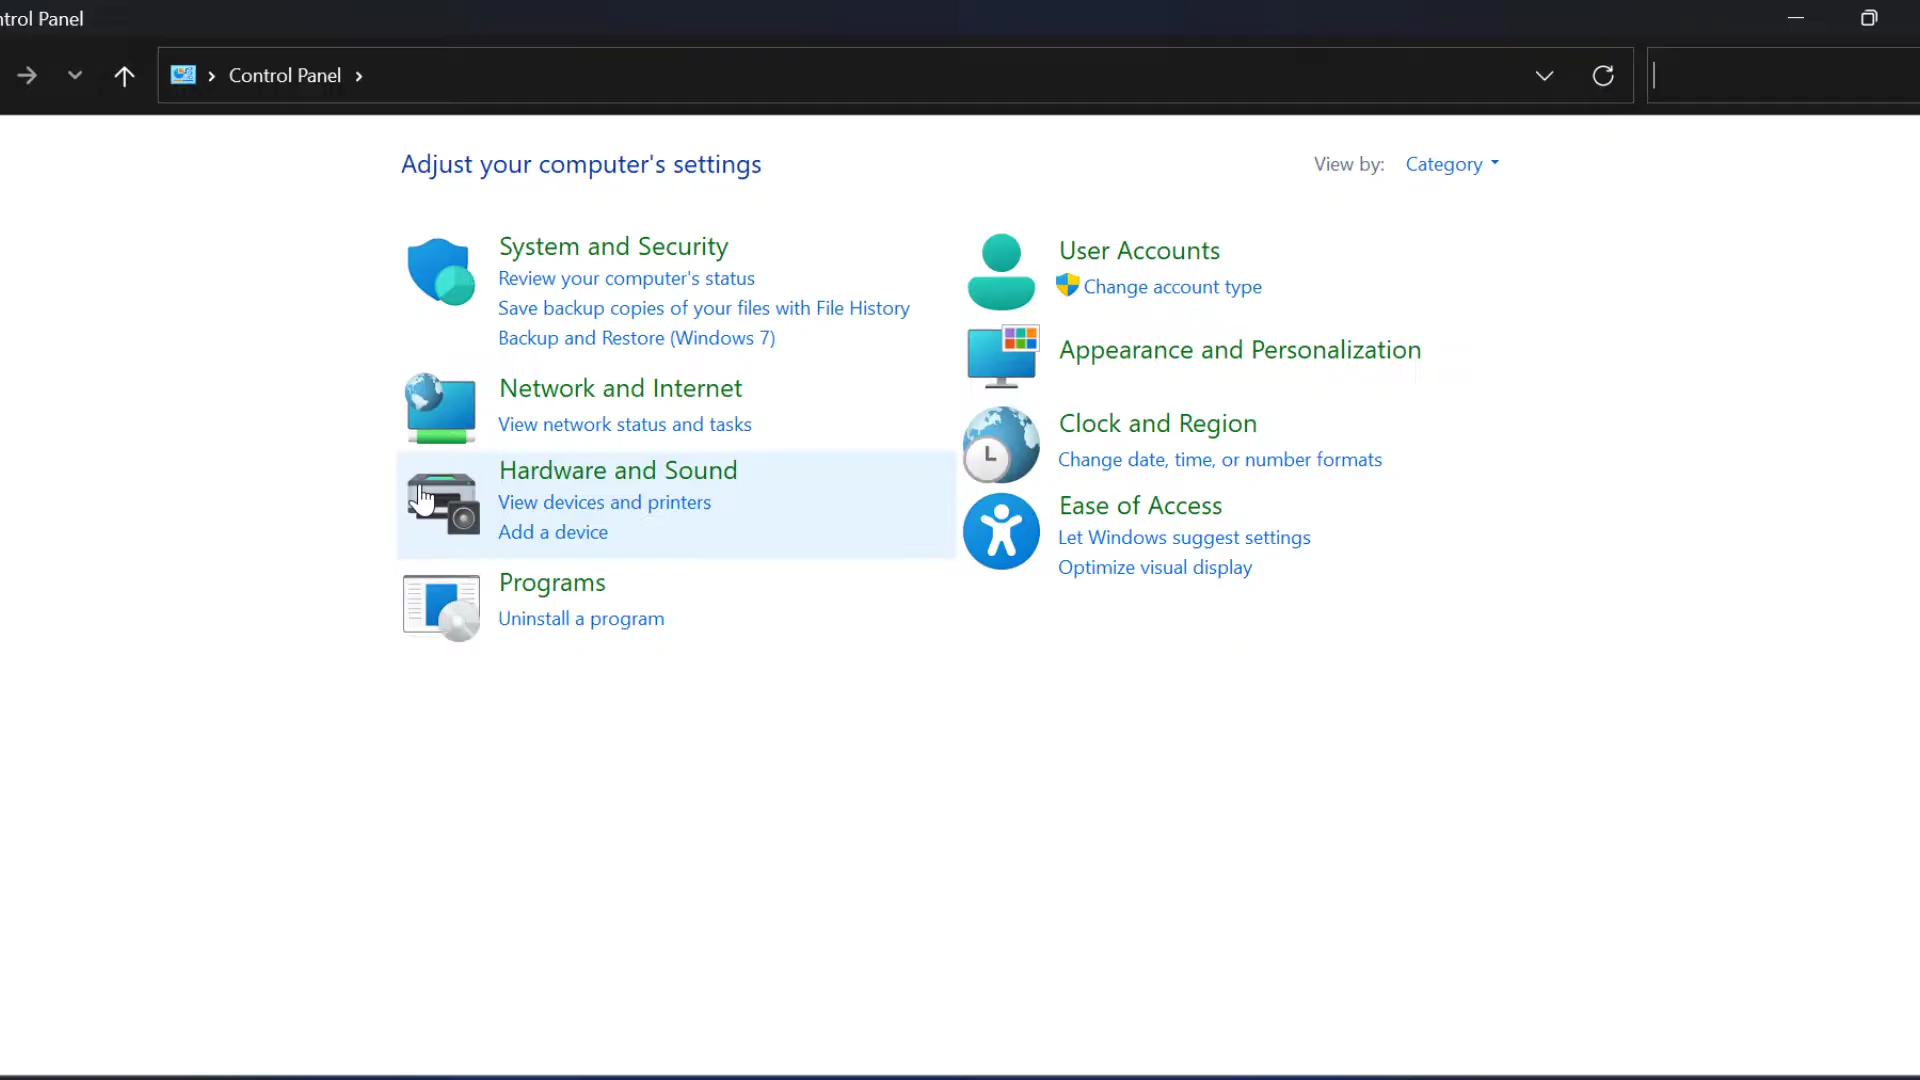 ntrol Panel
Control Panel
Adjust your computer's settings
View by: Category
System and Security
Review your computer's status
Save backup copies of your files with File History
Backup and Restore (Windows 7)
Network and Internet
View network status and tasks
Hardware and Sound
View devices and printers
Add a device
Programs
Uninstall a program
User Accounts
Change account type
Appearance and Personalization
Clock and Region
Change date, time, or number formats
Ease of Access
Let Windows suggest settings
Optimize visual display